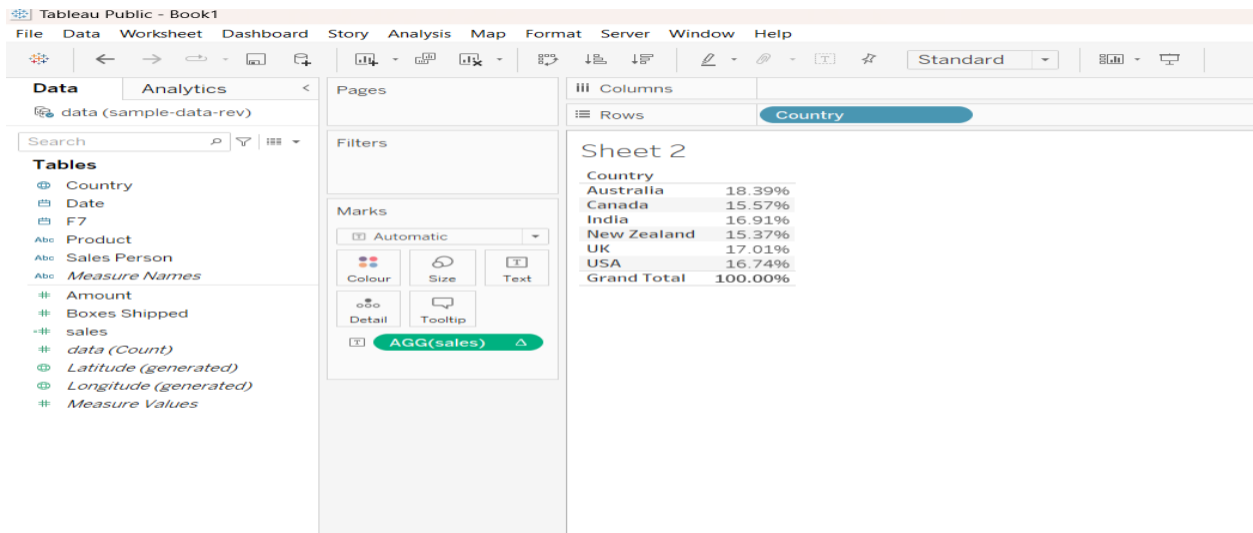 Tableau Public - Book1
File Data Worksheet Dashboard Story Analysis Map Format Server Window Help
Standard
Data Analytics
data (sample-data-rev)
Search
Tables
Country
Date
F7
Abc Product
Abc Sales Person
Abc Measure Names
# Amount
# Boxes Shipped
=# sales
# data (Count)
Latitude (generated)
Longitude (generated)
# Measure Values
Pages
Filters
Marks
Automatic
Colour Size Text
Detail Tooltip
AGG(sales) Δ
Columns
Rows Country
Sheet 2
Country
Australia 18.39%
Canada 15.57%
India 16.91%
New Zealand 15.37%
UK 17.01%
USA 16.74%
Grand Total 100.00%